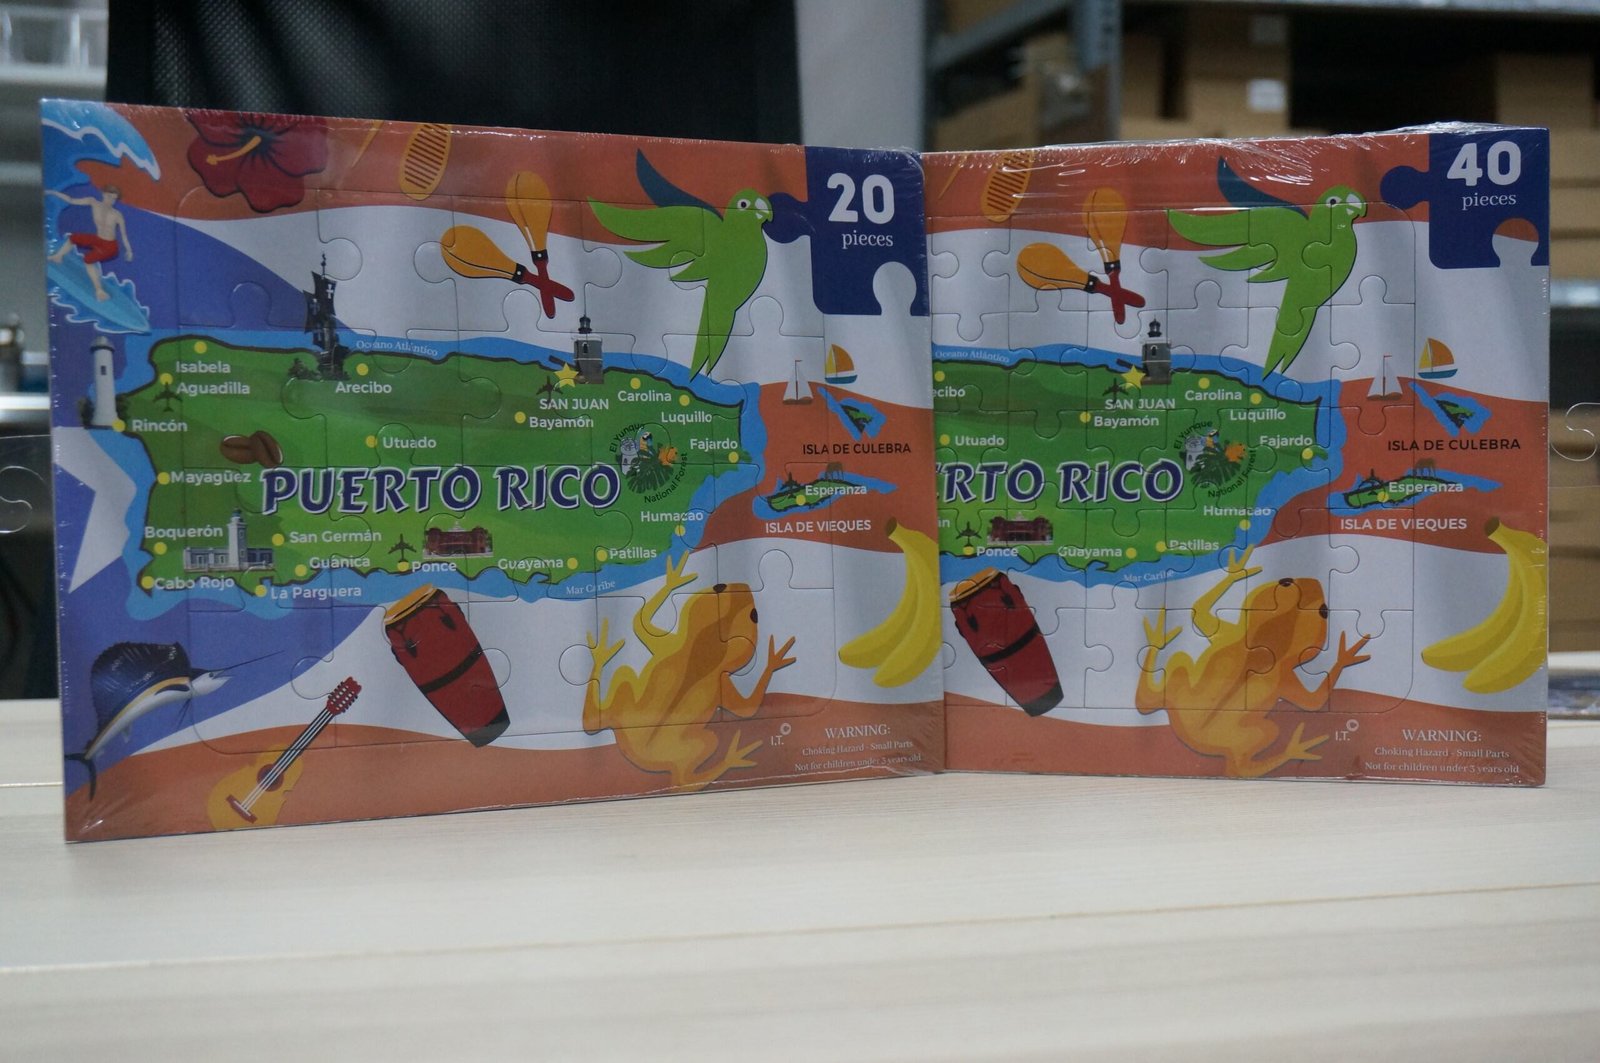 20
pieces
Océano Atlántico
Isabela
Aguadilla
Arecibo
SAN JUAN
Carolina
Rincón
Bayamón
Luquillo
Utuado
El Yunque
National Forest
Fajardo
ISLA DE CULEBRA
Mayagüez
PUERTO RICO
Esperanza
Humacao
ISLA DE VIEQUES
Boquerón
San Germán
Guánica
Ponce
Guayama
Patillas
Cabo Rojo
La Parguera
Mar Caribe
I.T.©
WARNING:
Choking Hazard - Small Parts
Not for children under 3 years old
40
pieces
Oceano Atlántico
ecibo
SAN JUAN
Carolina
Bayamón
Luquillo
Utuado
El Yunque
National Forest
Fajardo
ISLA DE CULEBRA
RTO RICO
Esperanza
Humacao
ISLA DE VIEQUES
án
Ponce
Guayama
Patillas
Mar Caribe
I.T.©
WARNING:
Choking Hazard - Small Parts
Not for children under 3 years old